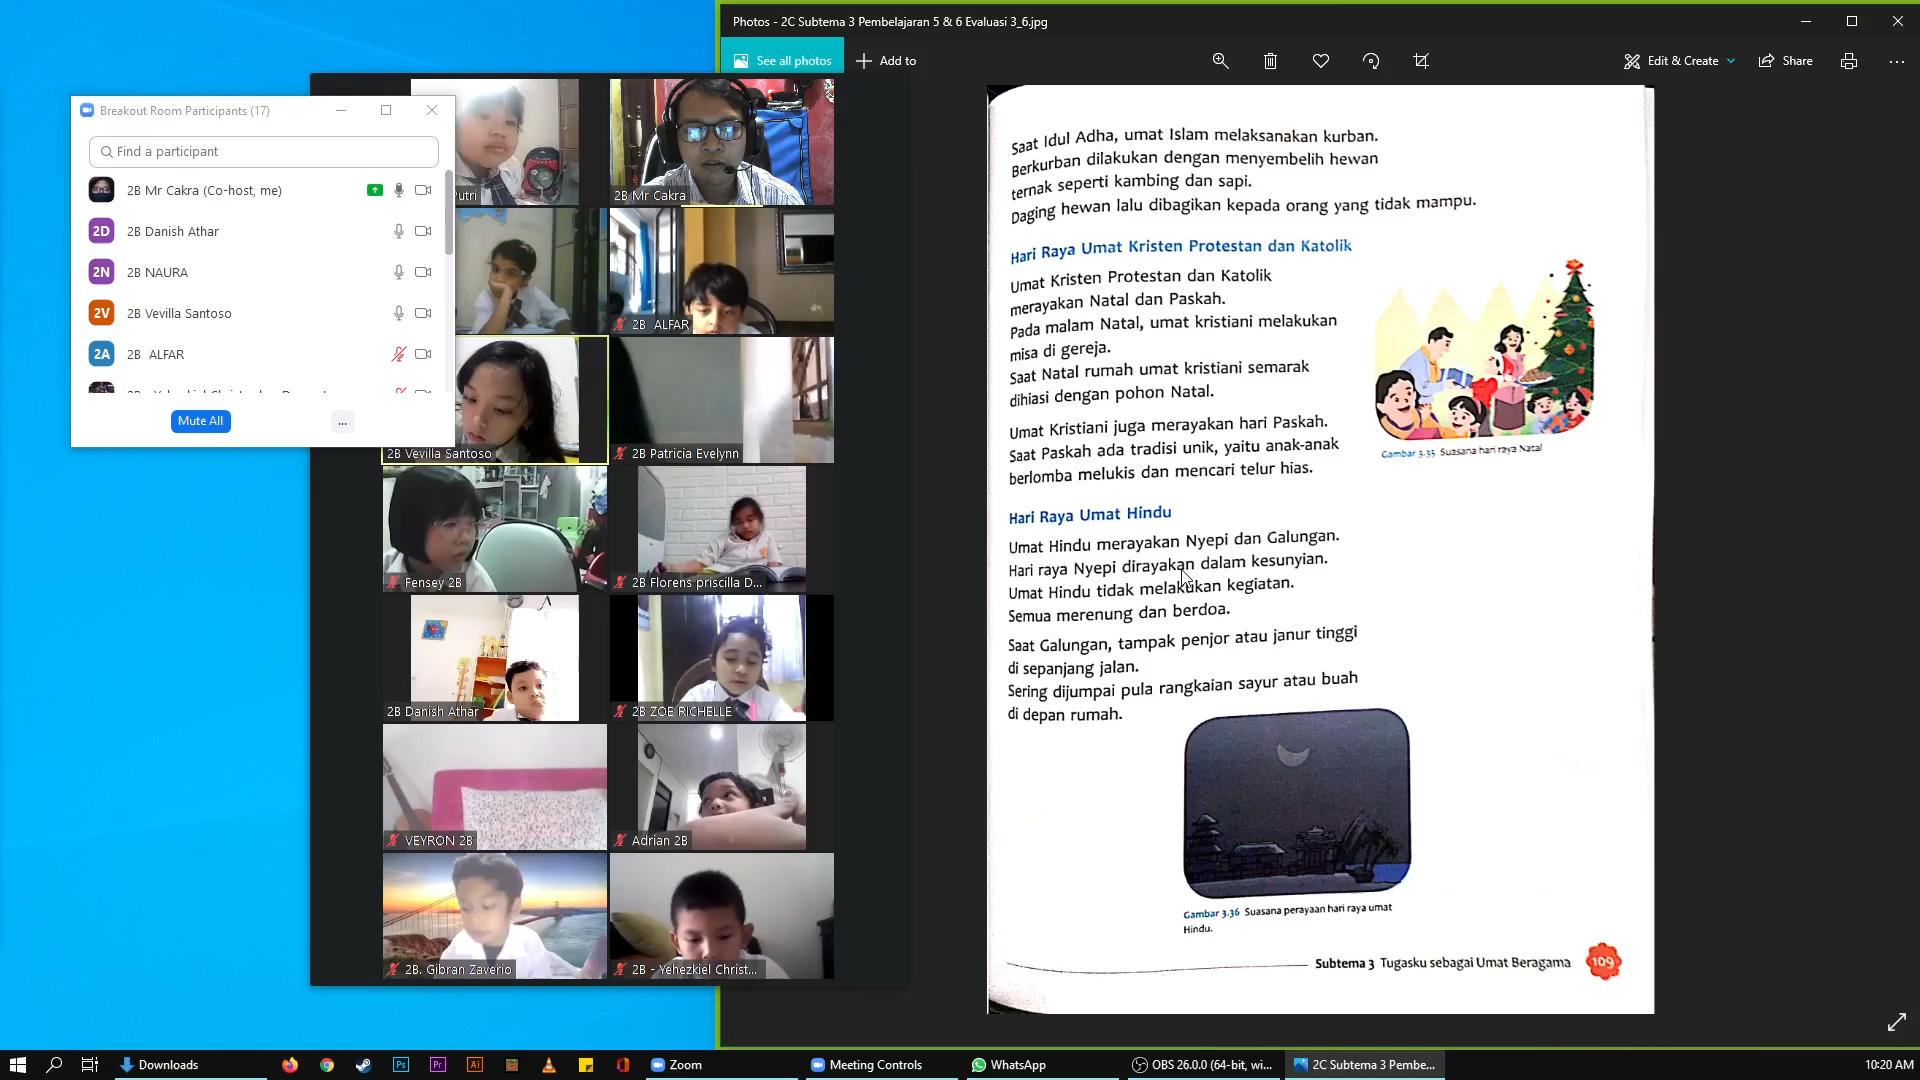 Photos - 2C Subtema 3 Pembelajaran 5 & 6 Evaluasi 3_6.jpg
See all photos
Add to
Edit & Create
Share
Breakout Room Participants (17)
Find a participant
2B Mr Cakra (Co-host, me)
2D
2B Danish Athar
2N
2B NAURA
2V
2B Vevilla Santoso
2A
2B ALFAR
Mute All
...
utri
2B Mr Cakra
2B ALFAR
2B Vevilla Santoso
2B Patricia Evelynn
Fensey 2B
2B Florens priscilla D...
2B Danish Athar
2B ZOE RICHELLE
VEYRON 2B
Adrian 2B
2B. Gibran Zaverio
2B - Yehezkiel Christ...
Saat Idul Adha, umat Islam melaksanakan kurban.
Berkurban dilakukan dengan menyembelih hewan
ternak seperti kambing dan sapi.
Daging hewan lalu dibagikan kepada orang yang tidak mampu.
Hari Raya Umat Kristen Protestan dan Katolik
Umat Kristen Protestan dan Katolik
merayakan Natal dan Paskah.
Pada malam Natal, umat kristiani melakukan
misa di gereja.
Saat Natal rumah umat kristiani semarak
dihiasi dengan pohon Natal.
Umat Kristiani juga merayakan hari Paskah.
Saat Paskah ada tradisi unik, yaitu anak-anak
berlomba melukis dan mencari telur hias.
Gambar 3.35 Suasana hari raya Natal
Hari Raya Umat Hindu
Umat Hindu merayakan Nyepi dan Galungan.
Hari raya Nyepi dirayakan dalam kesunyian.
Umat Hindu tidak melakukan kegiatan.
Semua merenung dan berdoa.
Saat Galungan, tampak penjor atau janur tinggi
di sepanjang jalan.
Sering dijumpai pula rangkaian sayur atau buah
di depan rumah.
Gambar 3.36 Suasana perayaan hari raya umat
Hindu.
Subtema 3 Tugasku sebagai Umat Beragama
109
Downloads
Ps
Pr
Ai
Zoom
Meeting Controls
WhatsApp
OBS 26.0.0 (64-bit, wi...
2C Subtema 3 Pembe...
10:20 AM